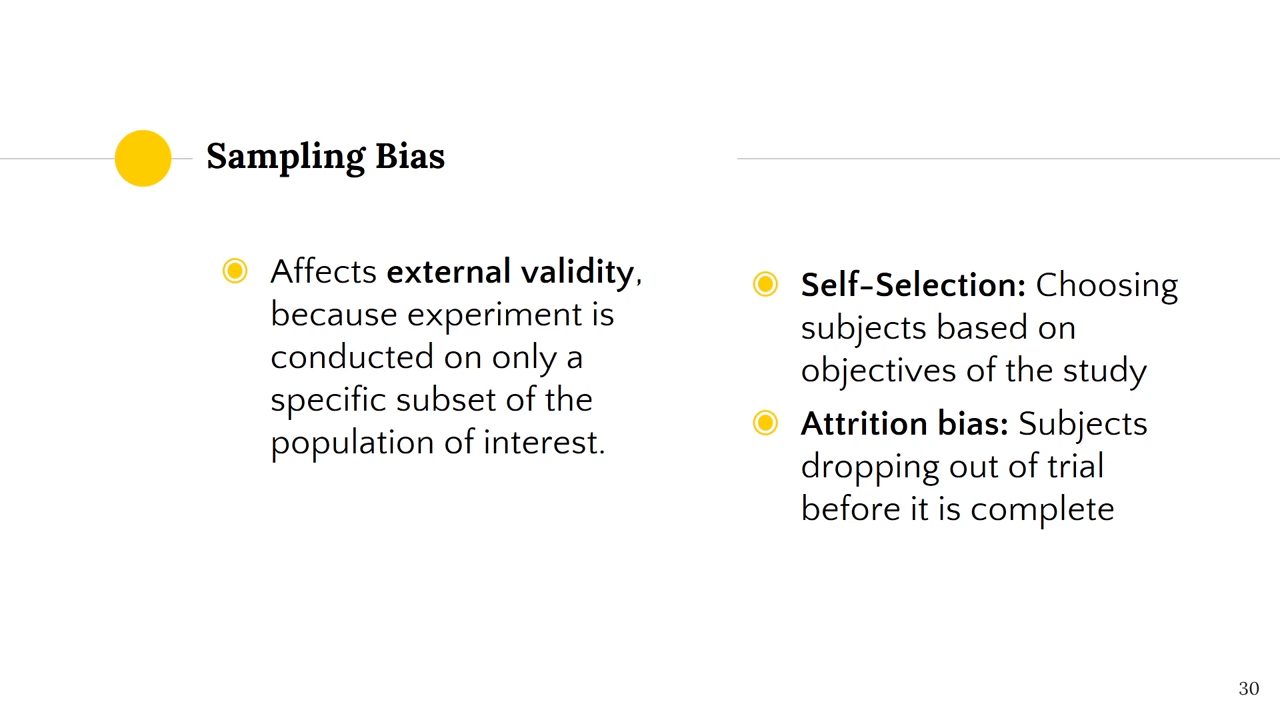 Sampling Bias
Affects external validity,
because experiment is
conducted on only a
specific subset of the
population of interest.
Self-Selection: Choosing
subjects based on
objectives of the study
Attrition bias: Subjects
dropping out of trial
before it is complete
30